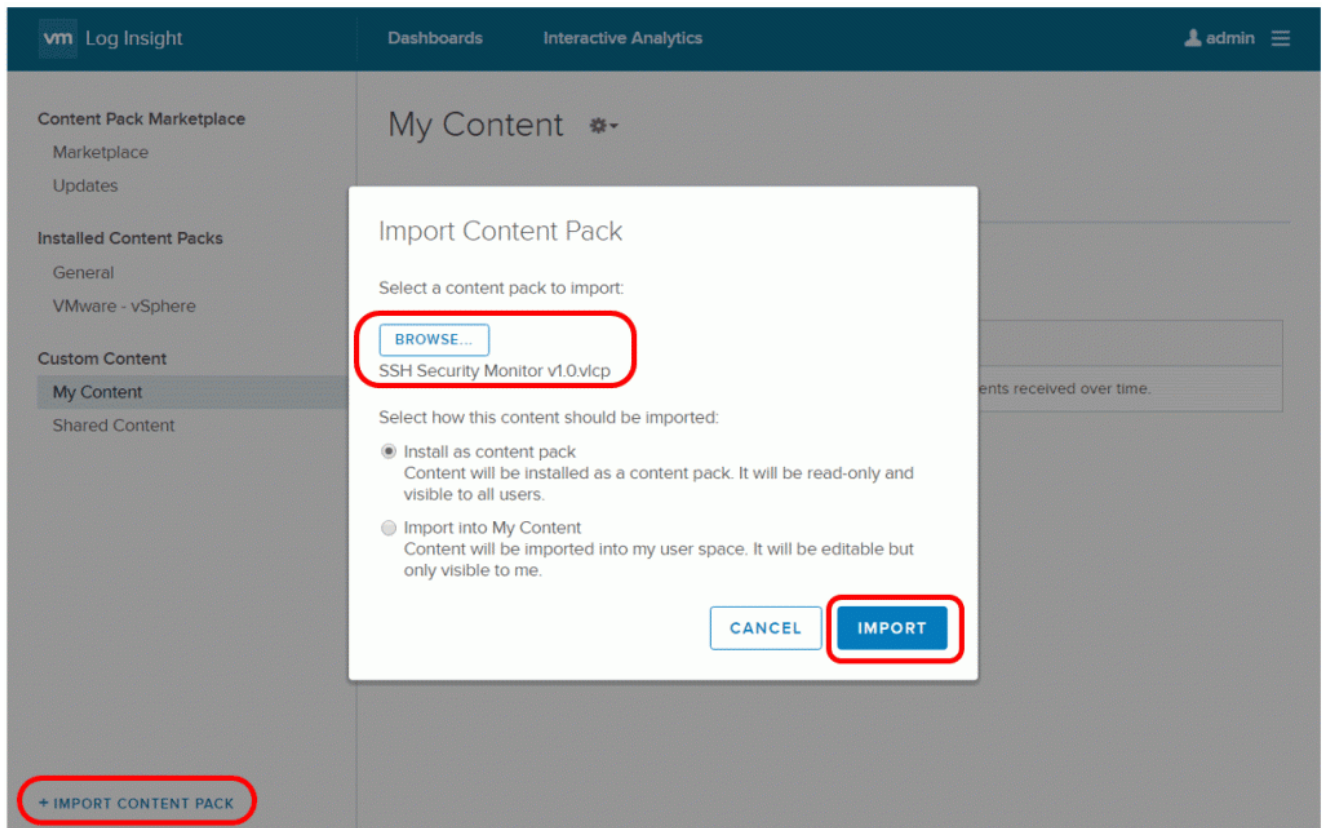 vm Log Insight
Dashboards
Interactive Analytics
admin
Content Pack Marketplace
Marketplace
Updates
Installed Content Packs
General
VMware - vSphere
Custom Content
My Content
Shared Content
+ IMPORT CONTENT PACK
My Content
Import Content Pack
Select a content pack to import:
BROWSE...
SSH Security Monitor v1.0.vlcp
Select how this content should be imported:
Install as content pack
Content will be installed as a content pack. It will be read-only and
visible to all users.
Import into My Content
Content will be imported into my user space. It will be editable but
only visible to me.
CANCEL
IMPORT
ents received over time.